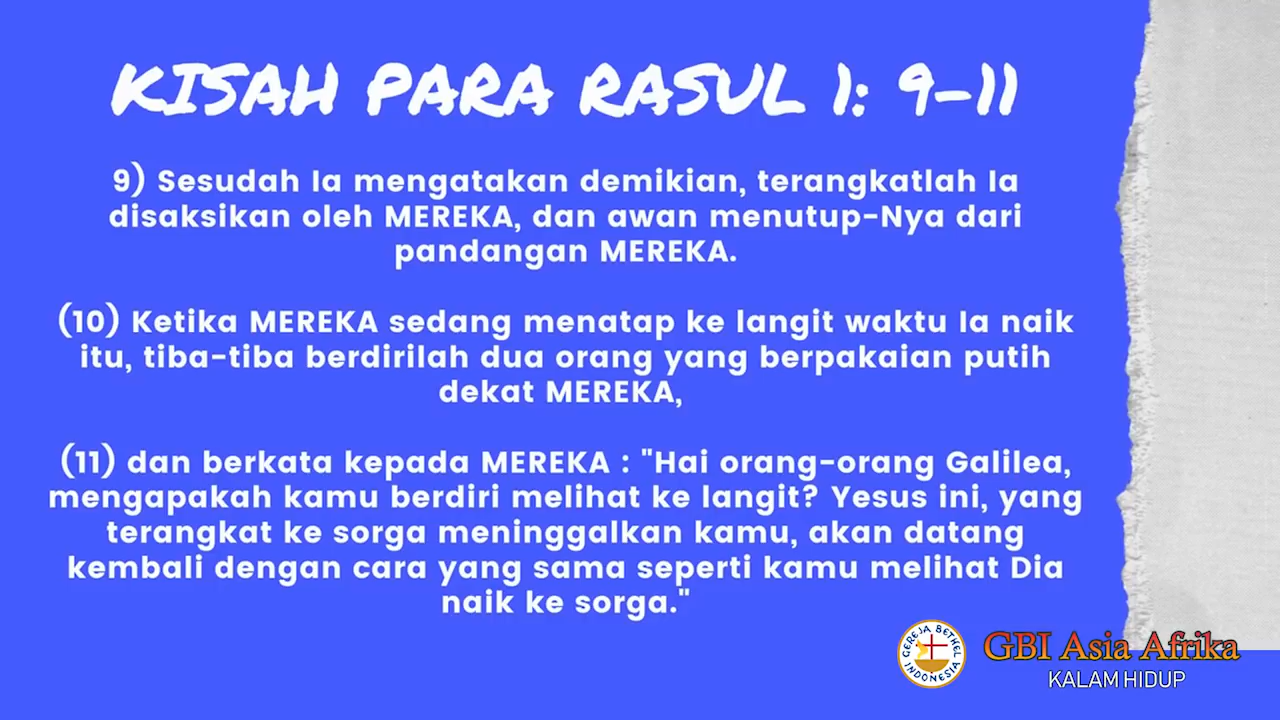 KISAH PARA RASUL 1: 9-11
9) Sesudah Ia mengatakan demikian, terangkatlah Ia
disaksikan oleh MEREKA, dan awan menutup-Nya dari
pandangan MEREKA.
(10) Ketika MEREKA sedang menatap ke langit waktu Ia naik
itu, tiba-tiba berdirilah dua orang yang berpakaian putih
dekat MEREKA,
(11) dan berkata kepada MEREKA : "Hai orang-orang Galilea,
mengapakah kamu berdiri melihat ke langit? Yesus ini, yang
terangkat ke sorga meninggalkan kamu, akan datang
kembali dengan cara yang sama seperti kamu melihat Dia
naik ke sorga."
GEREJA BETHEL
INDONESIA
GBI Asia Afrika
KALAM HIDUP